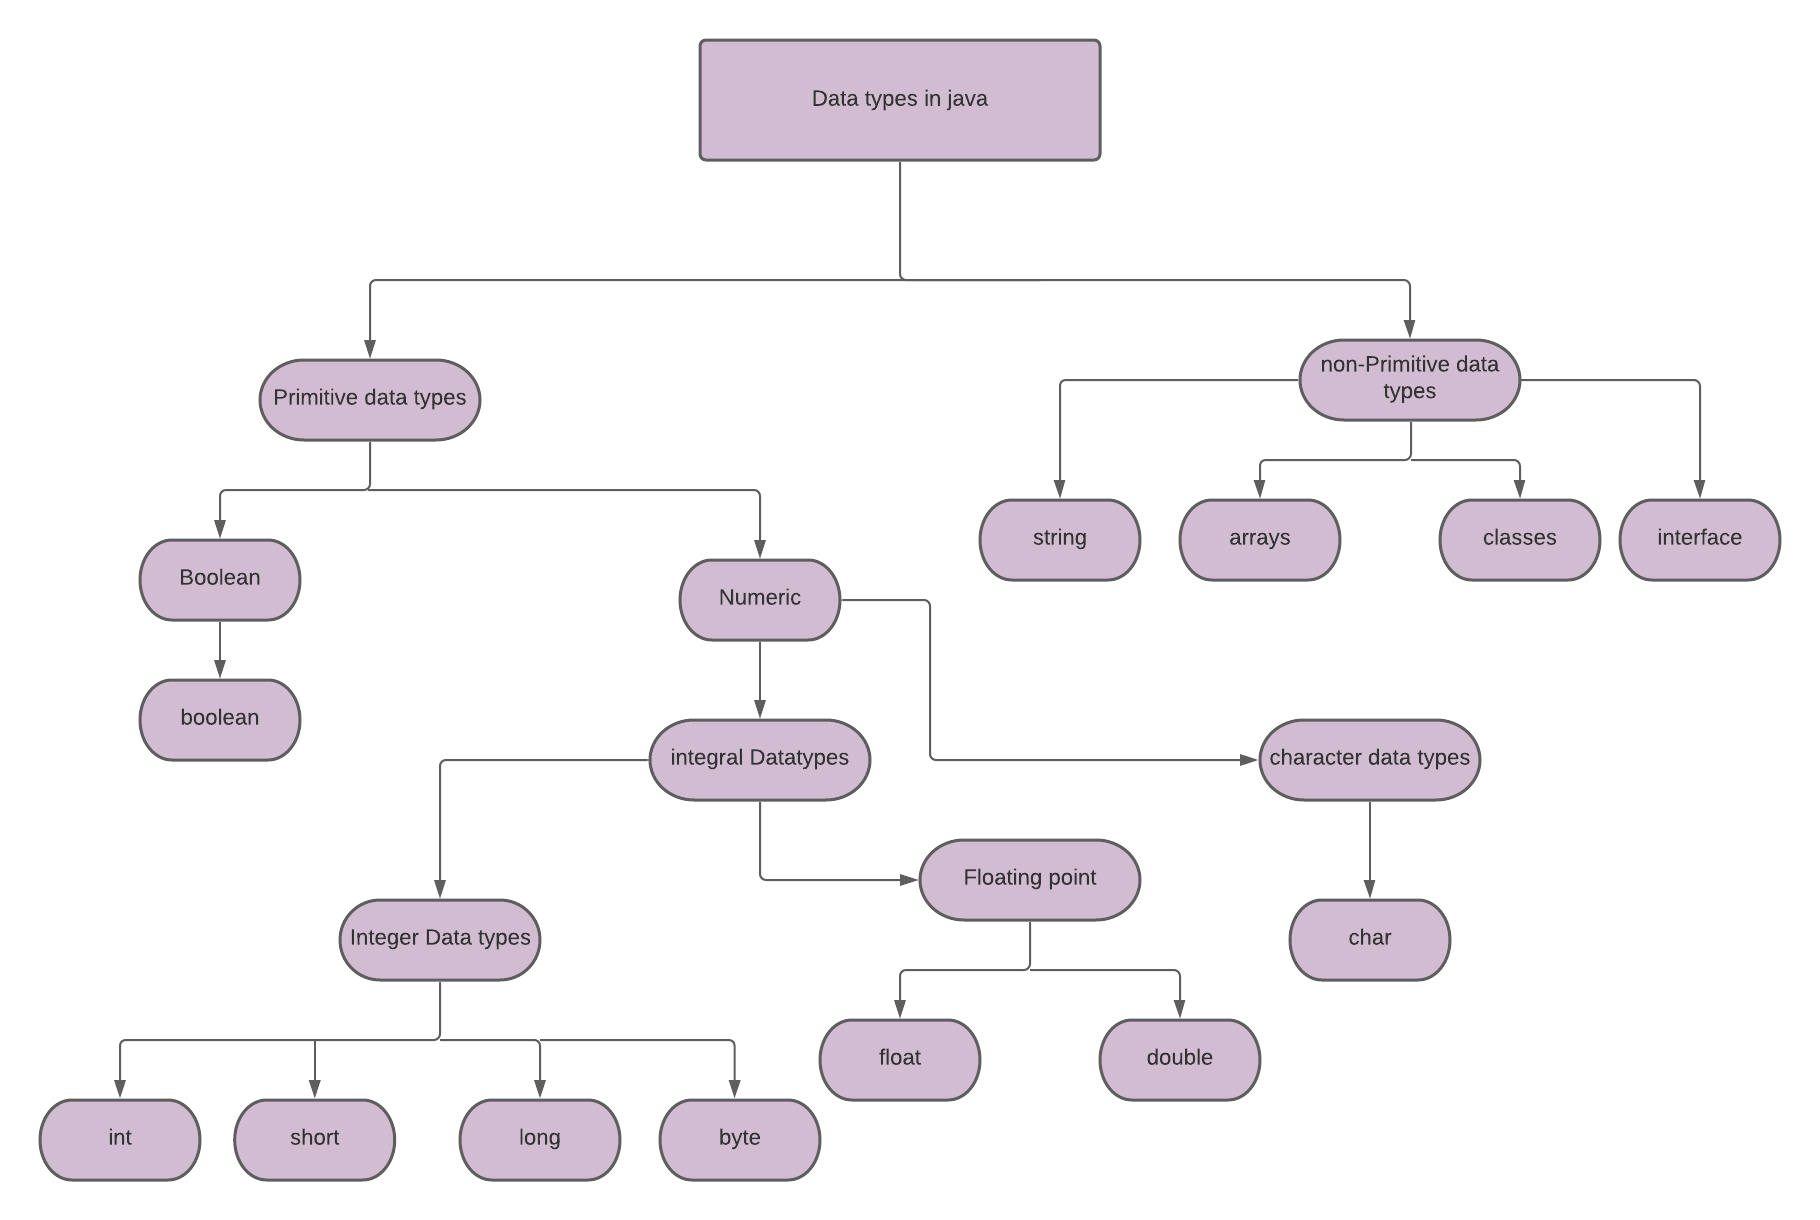 Data types in java
Primitive data types
non-Primitive data
types
string
arrays
classes
interface
Boolean
Numeric
boolean
integral Datatypes
character data types
Floating point
Integer Data types
char
float
double
int
short
long
byte